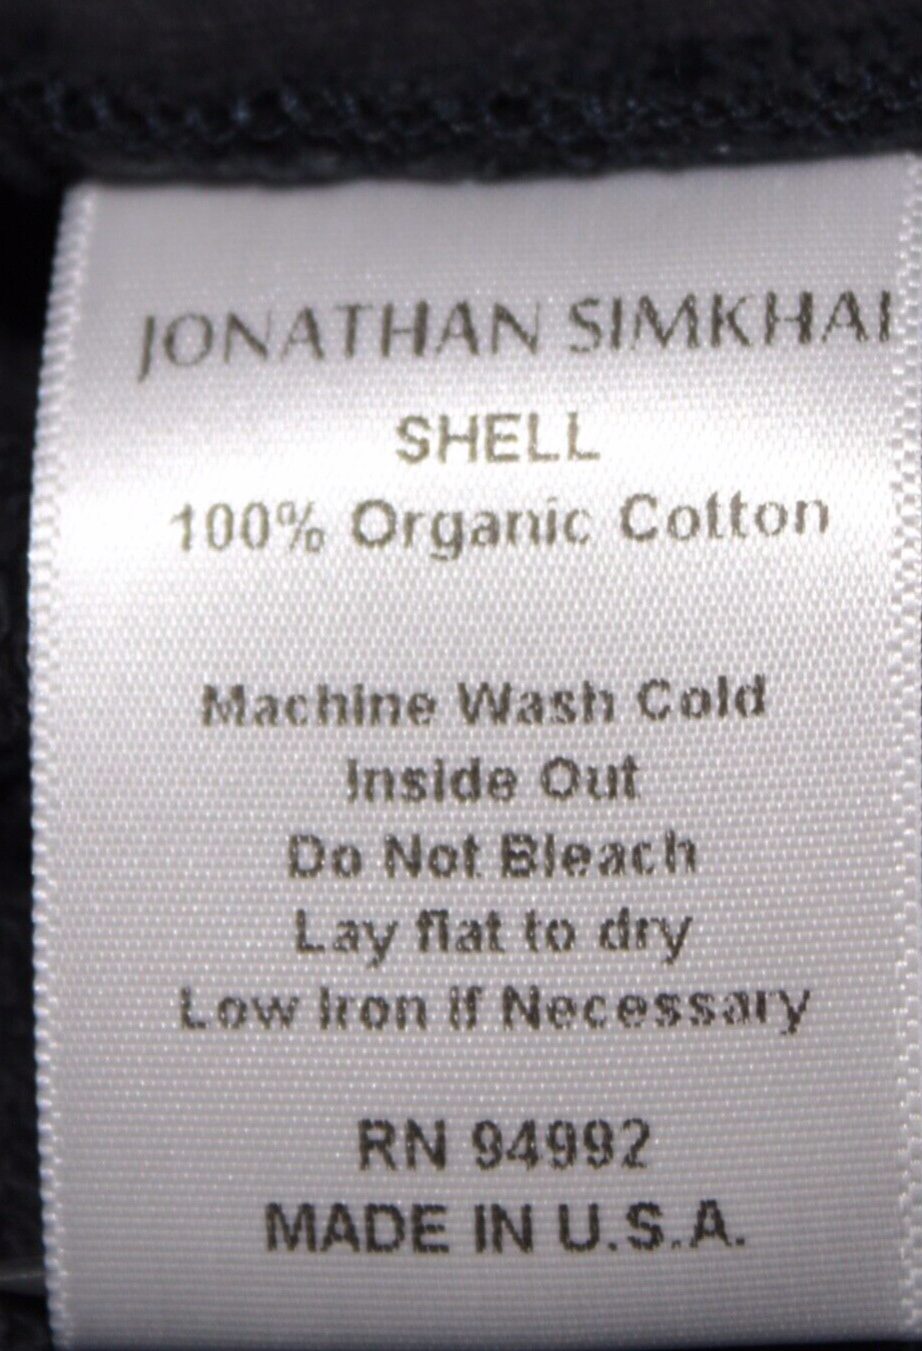 JONATHAN SIMKHAI
SHELL
100% Organic Cotton
Machine Wash Cold
Inside Out
Do Not Bleach
Lay flat to dry
Low Iron if Necessary
RN 94992
MADE IN U.S.A.